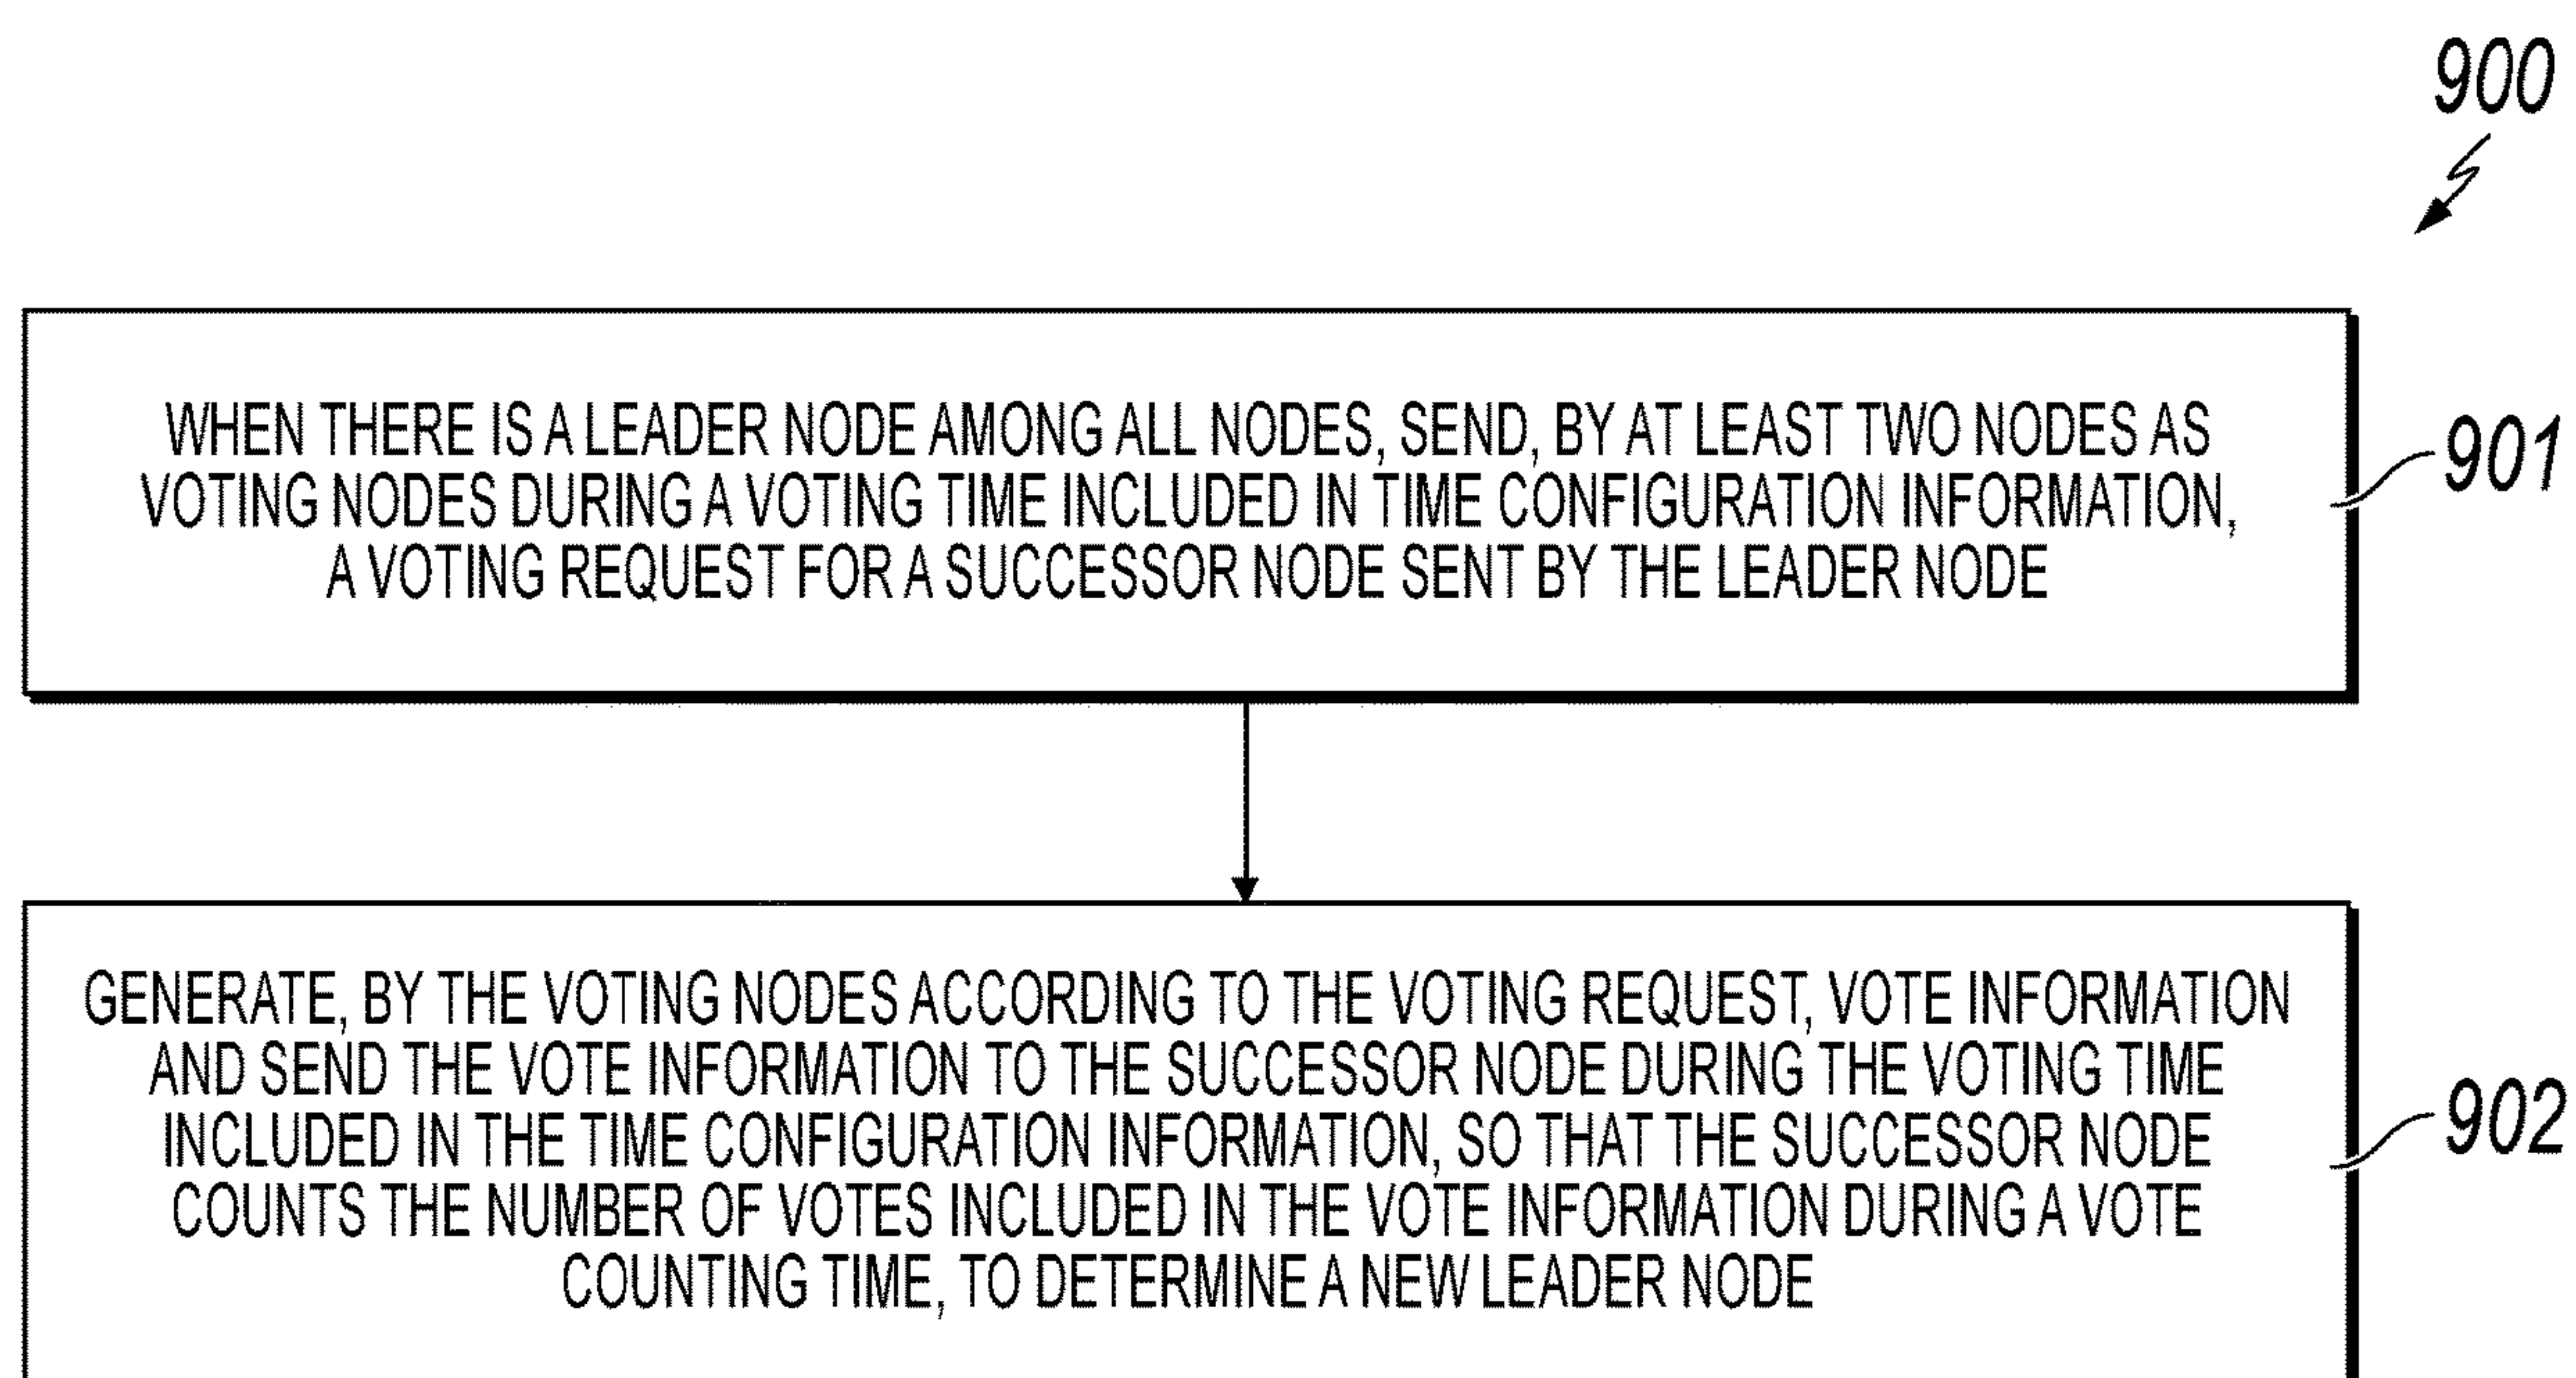 900
WHEN THERE IS A LEADER NODE AMONG ALL NODES, SEND, BY AT LEAST TWO NODES AS
VOTING NODES DURING A VOTING TIME INCLUDED IN TIME CONFIGURATION INFORMATION,
A VOTING REQUEST FOR A SUCCESSOR NODE SENT BY THE LEADER NODE
901
GENERATE, BY THE VOTING NODES ACCORDING TO THE VOTING REQUEST, VOTE INFORMATION
AND SEND THE VOTE INFORMATION TO THE SUCCESSOR NODE DURING THE VOTING TIME
INCLUDED IN THE TIME CONFIGURATION INFORMATION, SO THAT THE SUCCESSOR NODE
COUNTS THE NUMBER OF VOTES INCLUDED IN THE VOTE INFORMATION DURING A VOTE
COUNTING TIME, TO DETERMINE A NEW LEADER NODE
902